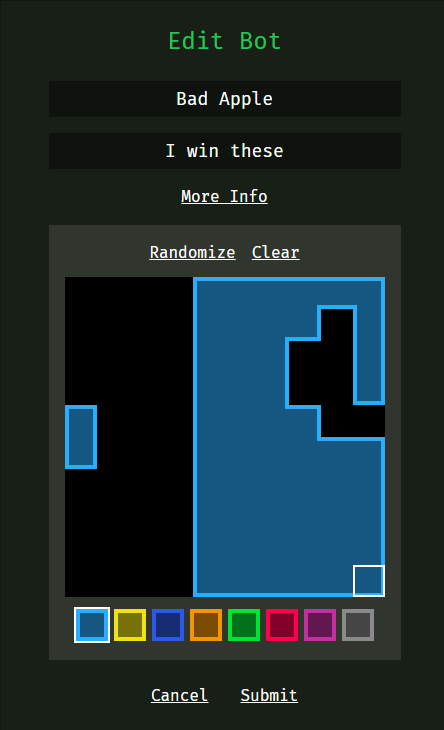 Edit Bot
Bad Apple
I win these
More Info
Randomize Clear
Cancel Submit